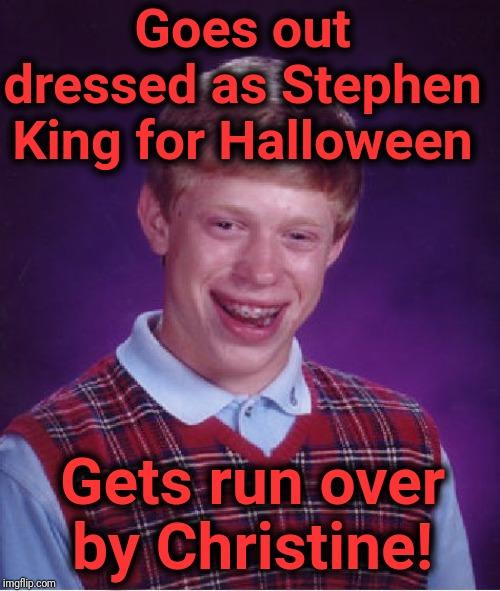 Goes out
dressed as Stephen
King for Halloween
Gets run over
by Christine!
imgflip.com